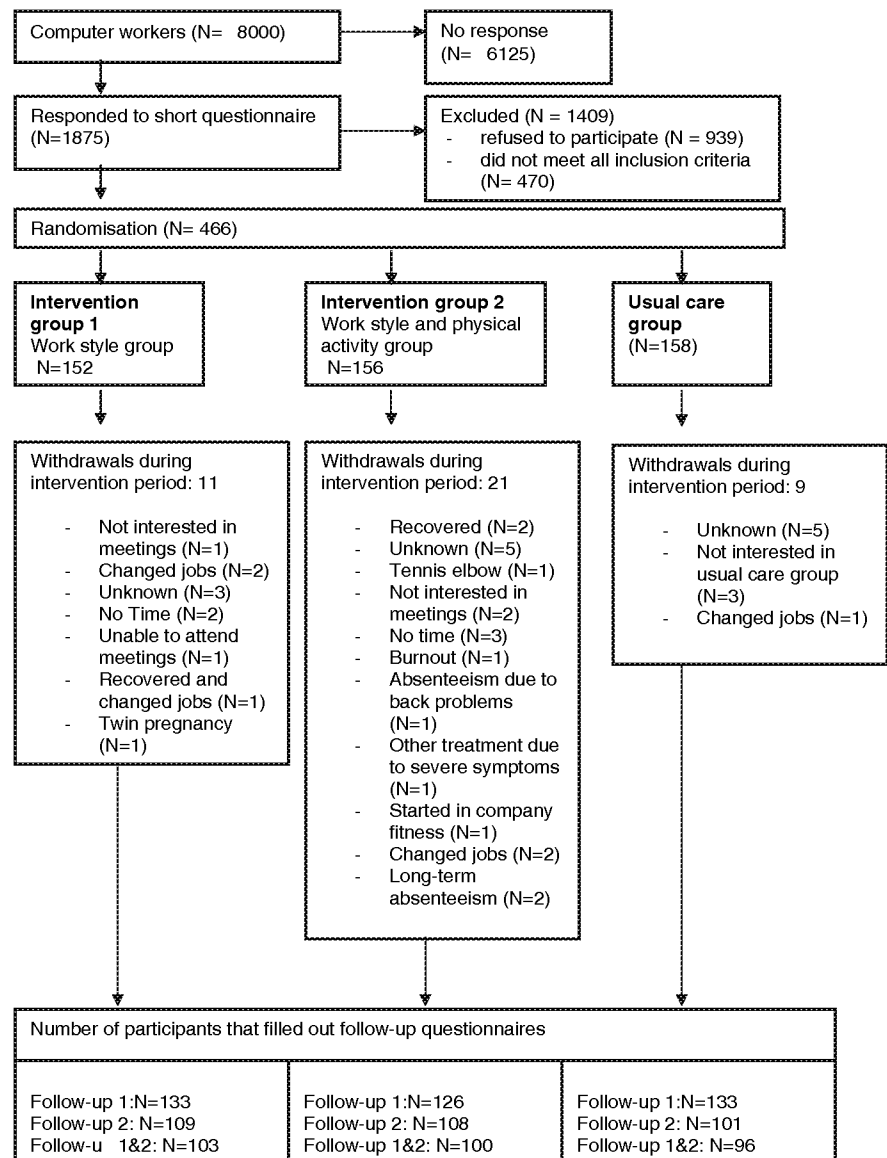 Computer workers (N= 8000)
No response
(N= 6125)
Responded to short questionnaire
(N=1875)
Excluded (N = 1409)
- refused to participate (N = 939)
- did not meet all inclusion criteria
(N= 470)
Randomisation (N= 466)
Intervention
group 1
Work style group
N=152
Intervention group 2
Work style and physical
activity group
N=156
Usual care
group
(N=158)
Withdrawals during
intervention period: 11
- Not interested in
meetings (N=1)
- Changed jobs (N=2)
- Unknown (N=3)
- No Time (N=2)
- Unable to attend
meetings (N=1)
- Recovered and
changed jobs (N=1)
- Twin pregnancy
(N=1)
Withdrawals during
intervention period: 21
- Recovered (N=2)
- Unknown (N=5)
- Tennis elbow (N=1)
- Not interested in
meetings (N=2)
- No time (N=3)
- Burnout (N=1)
- Absenteeism due to
back problems
(N=1)
- Other treatment due
to severe symptoms
(N=1)
- Started in company
fitness (N=1)
- Changed jobs (N=2)
- Long-term
absenteeism (N=2)
Withdrawals during
intervention period: 9
- Unknown (N=5)
- Not interested in
usual care group
(N=3)
- Changed jobs (N=1)
Number of participants that filled out follow-up questionnaires
Follow-up 1:N=133
Follow-up 2: N=109
Follow-u 1&2: N=103
Follow-up 1:N=126
Follow-up 2: N=108
Follow-up 1&2: N=100
Follow-up 1: N=133
Follow-up 2: N=101
Follow-up 1&2: N=96